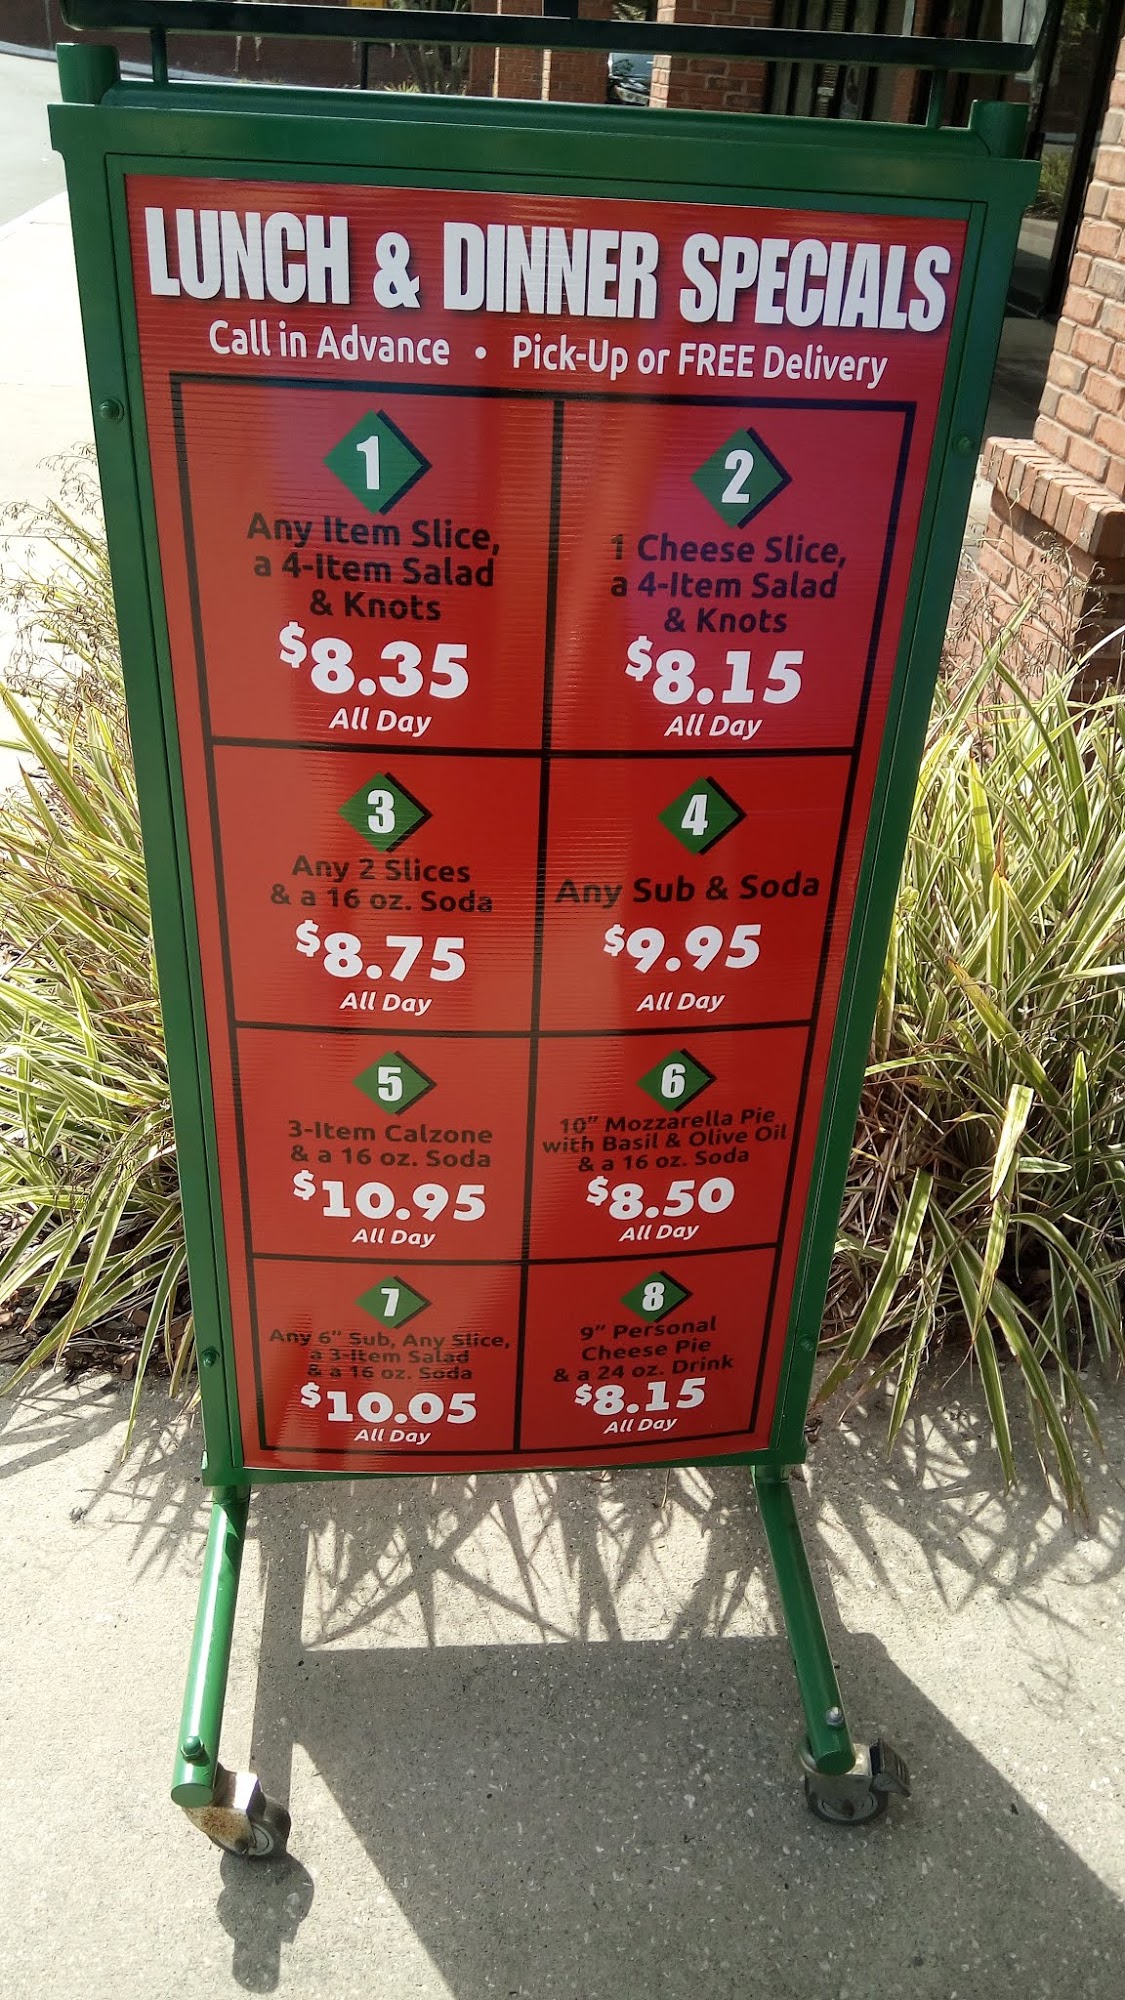 LUNCH & DINNER SPECIALS
Call in Advance • Pick-Up or FREE Delivery
1
Any Item Slice,
a 4-Item Salad
& Knots
$8.35
All Day
2
1 Cheese Slice,
a 4-Item Salad
& Knots
$8.15
All Day
3
Any 2 Slices
& a 16 oz. Soda
$8.75
All Day
4
Any Sub & Soda
$9.95
All Day
5
3-Item Calzone
& a 16 oz. Soda
$10.95
All Day
6
10” Mozzarella Pie
with Basil & Olive Oil
& a 16 oz. Soda
$8.50
All Day
7
Any 6” Sub, Any Slice,
a 3-Item Salad
& a 16 oz. Soda
$10.05
All Day
8
9” Personal
Cheese Pie
& a 24 oz. Drink
$8.15
All Day